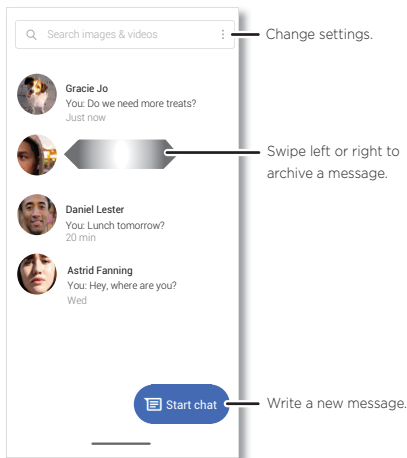 Search images & videos
Change settings.
Gracie Jo
You: Do we need more treats?
Just now
Swipe left or right to
archive a message.
Daniel Lester
You: Lunch tomorrow?
20 min
Astrid Fanning
You: Hey, where are you?
Wed
Start chat
Write a new message.